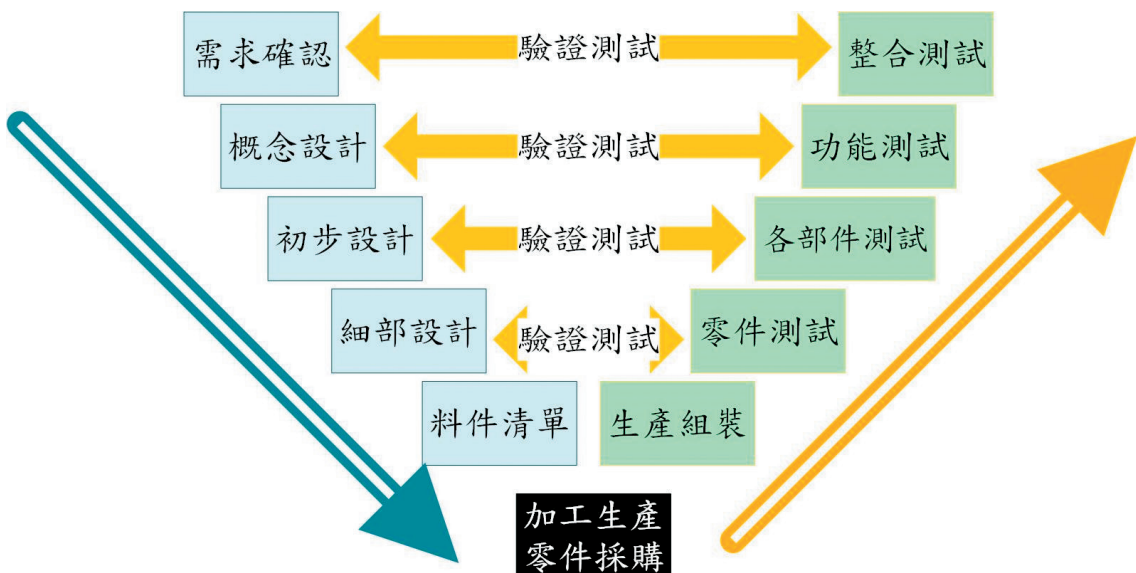 需求確認
驗證測試
整合測試
概念設計
驗證測試
功能測試
初步設計
驗證測試
各部件測試
細部設計
驗證測試
零件測試
料件清單
生產組裝
加工生產
零件採購